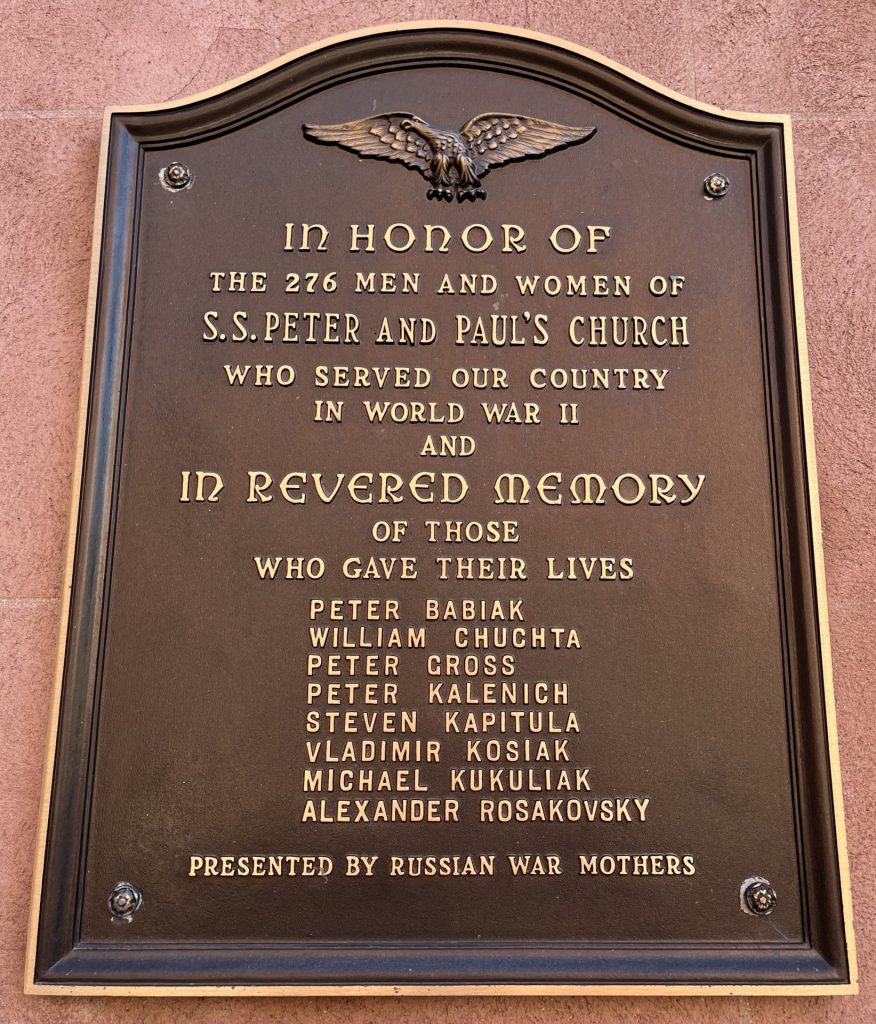 IN HONOR OF
THE 276 MEN AND WOMEN OF
S.S. PETER AND PAUL'S CHURCH
WHO SERVED OUR COUNTRY
IN WORLD WAR II
AND
IN REVERED MEMORY
OF THOSE
WHO GAVE THEIR LIVES
PETER BABIAK
WILLIAM CHUCHTA
PETER GROSS
PETER KALENICH
STEVEN KAPITULA
VLADIMIR KOSIAK
MICHAEL KUKULIAK
ALEXANDER ROSAKOVSKY
PRESENTED BY RUSSIAN WAR MOTHERS